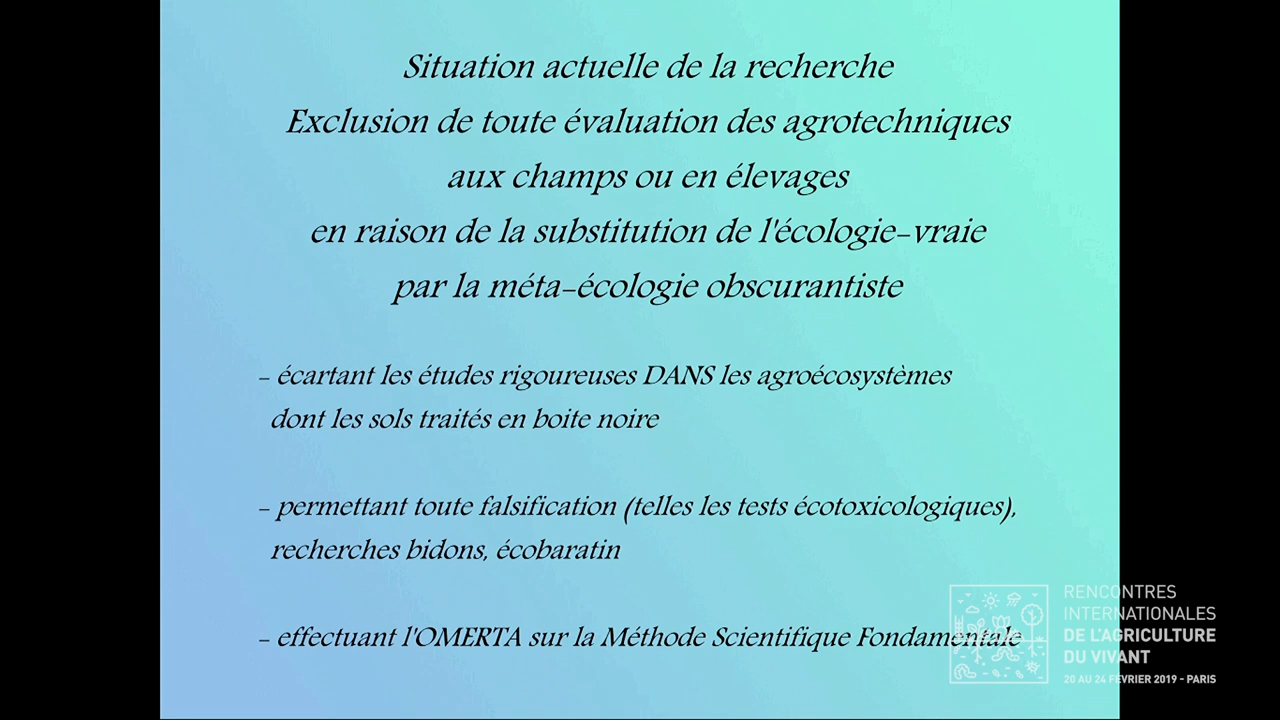 Situation actuelle de la recherche
Exclusion de toute évaluation des agrotechniques
aux champs ou en élevages
en raison de la substitution de l'écologie-vraie
par la méta-écologie obscurantiste
- écartant les études rigoureuses DANS les agroécosystèmes
dont les sols traités en boite noire
- permettant toute falsification (telles les tests écotoxicologiques),
recherches bidons, écobaratin
- effectuant l'OMERTA sur la Méthode Scientifique Fondamentale
RENCONTRES
INTERNATIONALES
DE L'AGRICULTURE
DU VIVANT
20 AU 24 FÉVRIER 2019 - PARIS